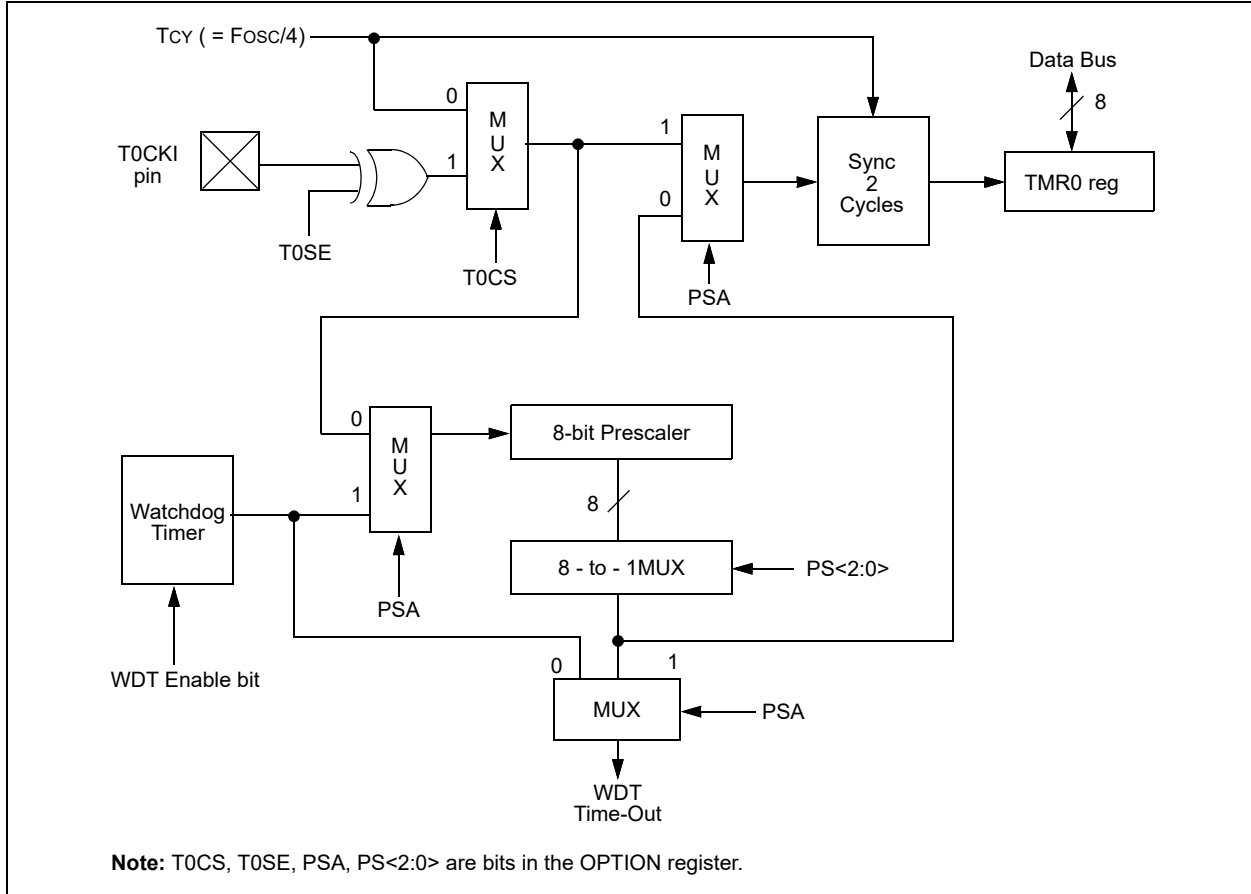 TCY ( = FOSC/4)
Data Bus
8
0
M
U
X
1
T0CKI
pin
T0SE
T0CS
1
M
U
X
0
PSA
Sync
2
Cycles
TMR0 reg
0
M
U
X
1
8-bit Prescaler
Watchdog
Timer
8
8 - to - 1MUX
PS<2:0>
PSA
WDT Enable bit
0
1
MUX
PSA
WDT
Time-Out
Note: T0CS, T0SE, PSA, PS<2:0> are bits in the OPTION register.